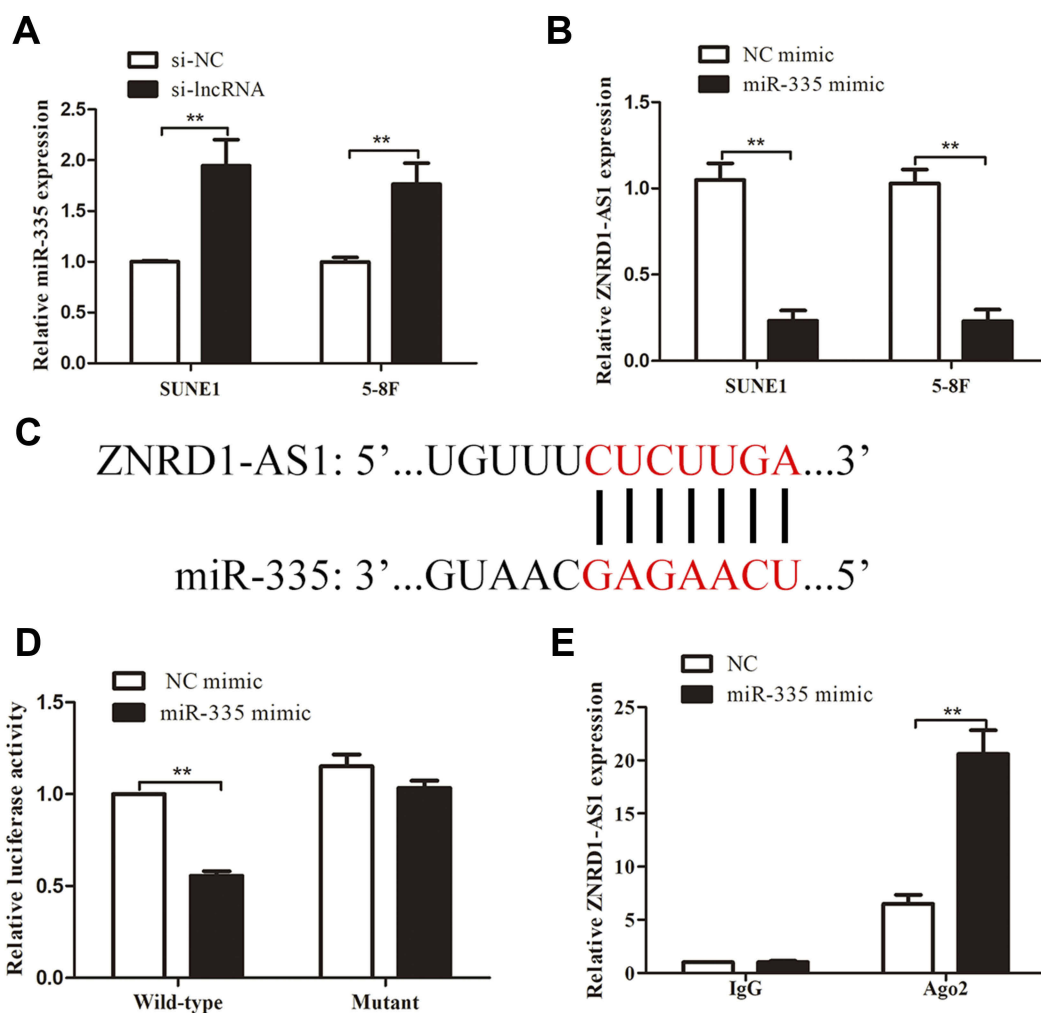 A
si-NC
si-lncRNA
Relative miR-335 expression
2.5
2.0
1.5
1.0
0.5
0.0
**
**
SUNE1
5-8F
B
NC mimic
miR-335 mimic
Relative ZNRD1-AS1 expression
1.5
1.0
0.5
0.0
**
**
SUNE1
5-8F
C
ZNRD1-AS1: 5’...UGUUUCUCUUGA...3’
miR-335: 3’...GUAACGAGAACU...5’
D
NC mimic
miR-335 mimic
Relative luciferase activity
1.5
1.0
0.5
0.0
**
Wild-type
Mutant
E
NC
miR-335 mimic
Relative ZNRD1-AS1 expression
25
20
15
10
5
0
**
IgG
Ago2